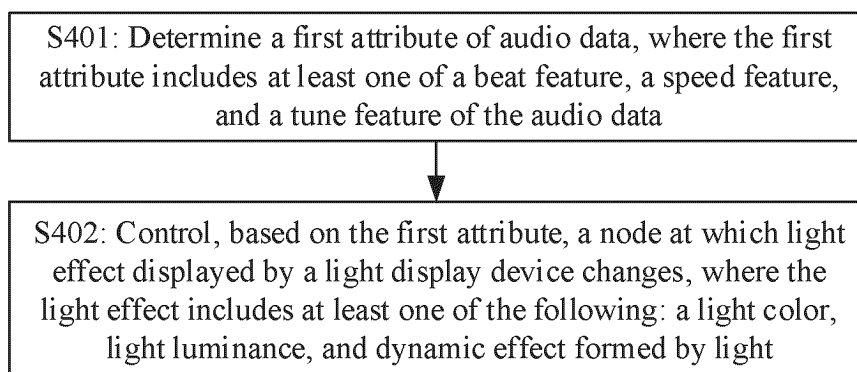 S401: Determine a first attribute of audio data, where the first
attribute includes at least one of a beat feature, a speed feature,
and a tune feature of the audio data
S402: Control, based on the first attribute, a node at which light
effect displayed by a light display device changes, where the
light effect includes at least one of the following: a light color,
light luminance, and dynamic effect formed by light